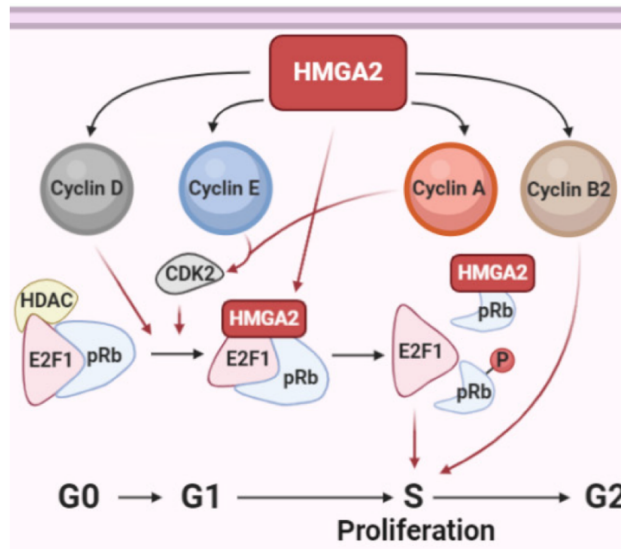 HMGA2
Cyclin D
Cyclin E
Cyclin A
Cyclin B2
CDK2
HDAC
E2F1
pRb
HMGA2
E2F1
pRb
HMGA2
pRb
E2F1
P
pRb
G0
G1
S
G2
Proliferation